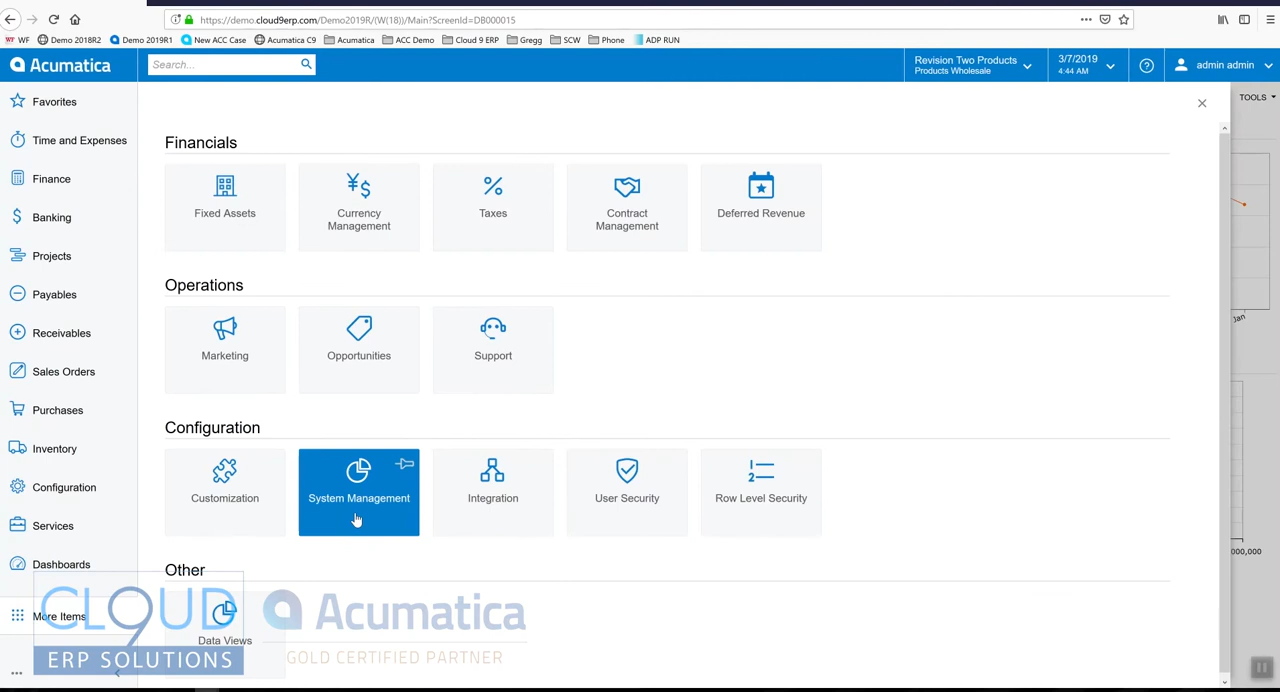 https://demo.cloud9erp.com/Demo2019R/(W(18))/Main?ScreenId=DB000015
WF Demo 2018R2 Demo 2019R1 New ACC Case Acumatica C9 Acumatica ACC Demo Cloud 9 ERP Gregg SCW Phone ADP RUN
Acumatica
Search...
Revision Two Products
Products Wholesale
3/7/2019
4:44 AM
admin admin
TOOLS
Favorites
Time and Expenses
Finance
Banking
Projects
Payables
Receivables
Sales Orders
Purchases
Inventory
Configuration
Services
Dashboards
More Items
Financials
Fixed Assets
Currency
Management
Taxes
Contract
Management
Deferred Revenue
Operations
Marketing
Opportunities
Support
Configuration
Customization
System Management
Integration
User Security
Row Level Security
Other
Data Views
Jan
000,000
CLOUD
9
ERP SOLUTIONS
Acumatica
GOLD CERTIFIED PARTNER